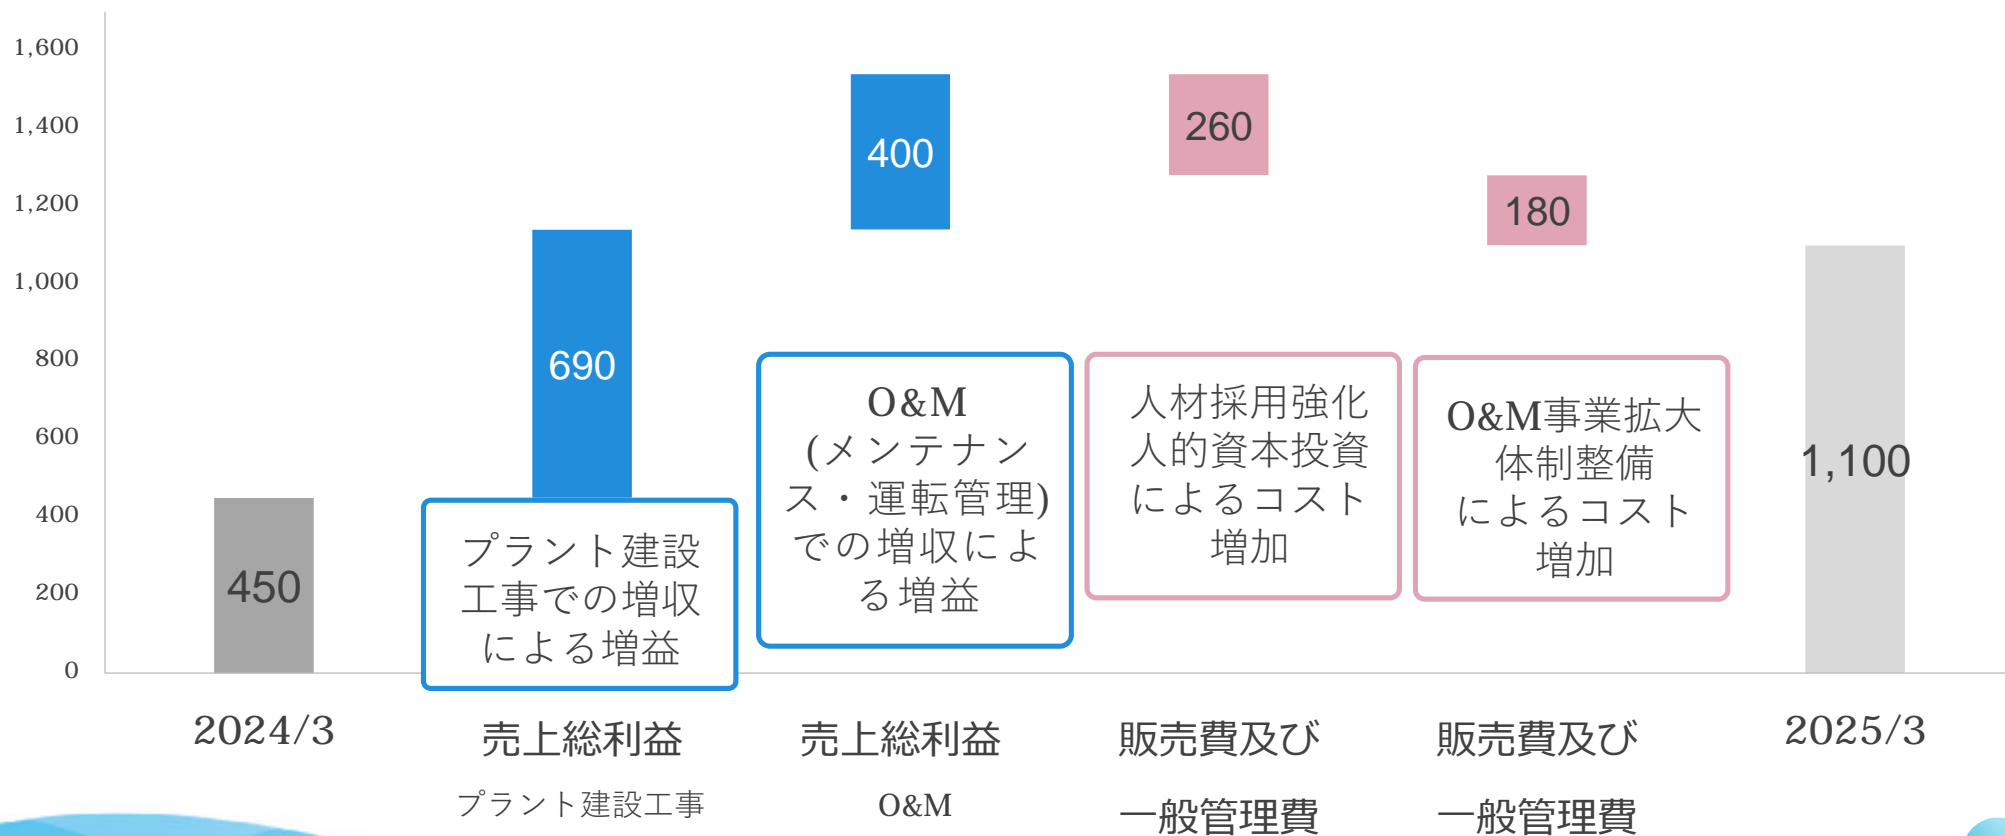 1,600
1,400
1,200
1,000
800
600
400
200
0
450
690
400
260
180
1,100
プラント建設
工事での増収
による増益
O&M
(メンテナン
ス・運転管理)
での増収によ
る増益
人材採用強化
人的資本投資
によるコスト
増加
O&M事業拡大
体制整備
によるコスト
増加
2024/3
売上総利益
プラント建設工事
売上総利益
O&M
販売費及び
一般管理費
販売費及び
一般管理費
2025/3